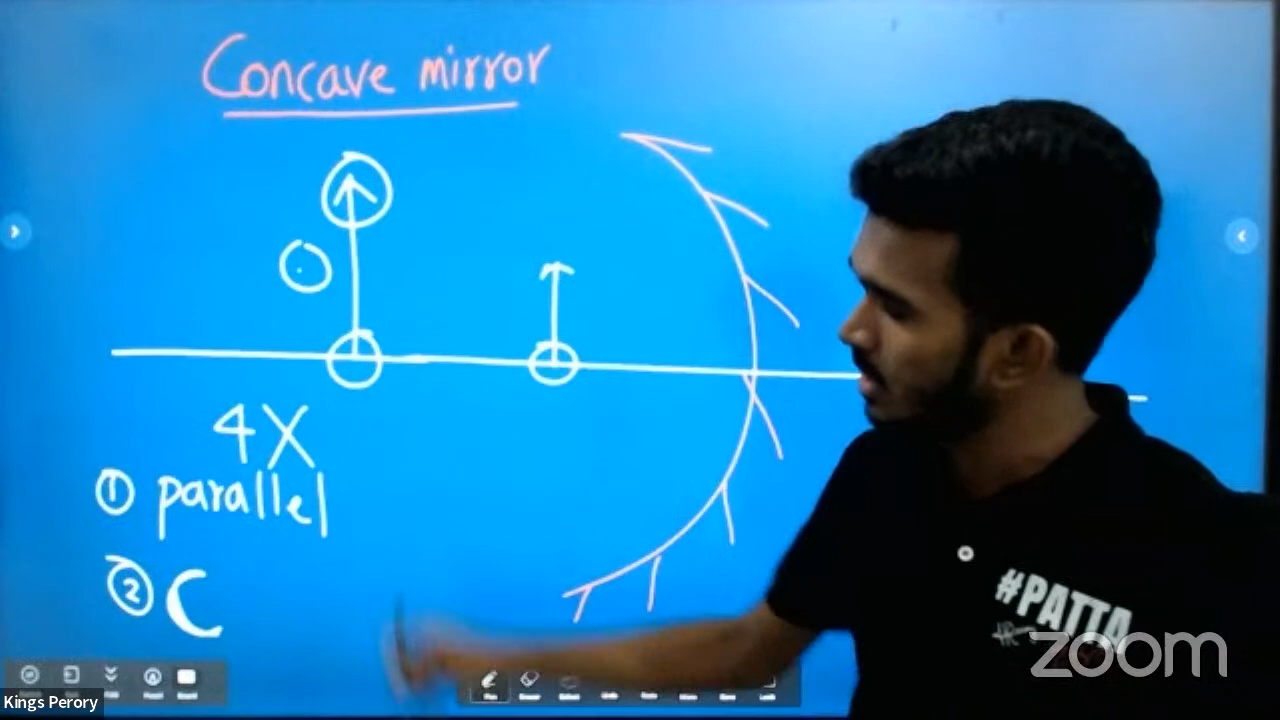 Concave mirror
4X
① parallel
② C
#PATTA
zoom
Kings Perory